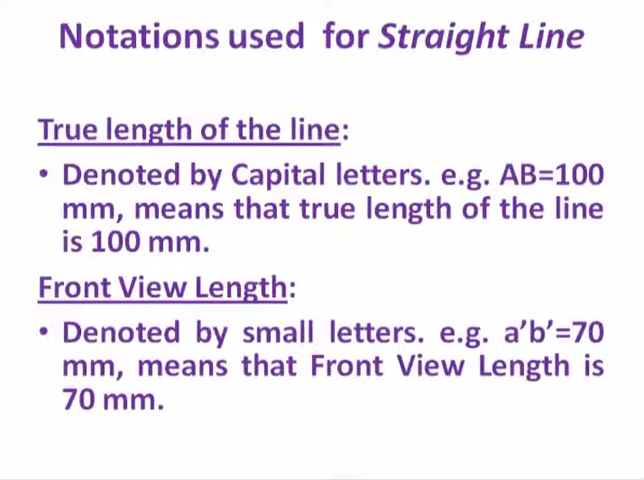 Notations used for Straight Line
True length of the line:
• Denoted by Capital letters. e.g. AB=100
mm, means that true length of the line
is 100 mm.
Front View Length:
• Denoted by small letters. e.g. a’b’=70
mm, means that Front View Length is
70 mm.